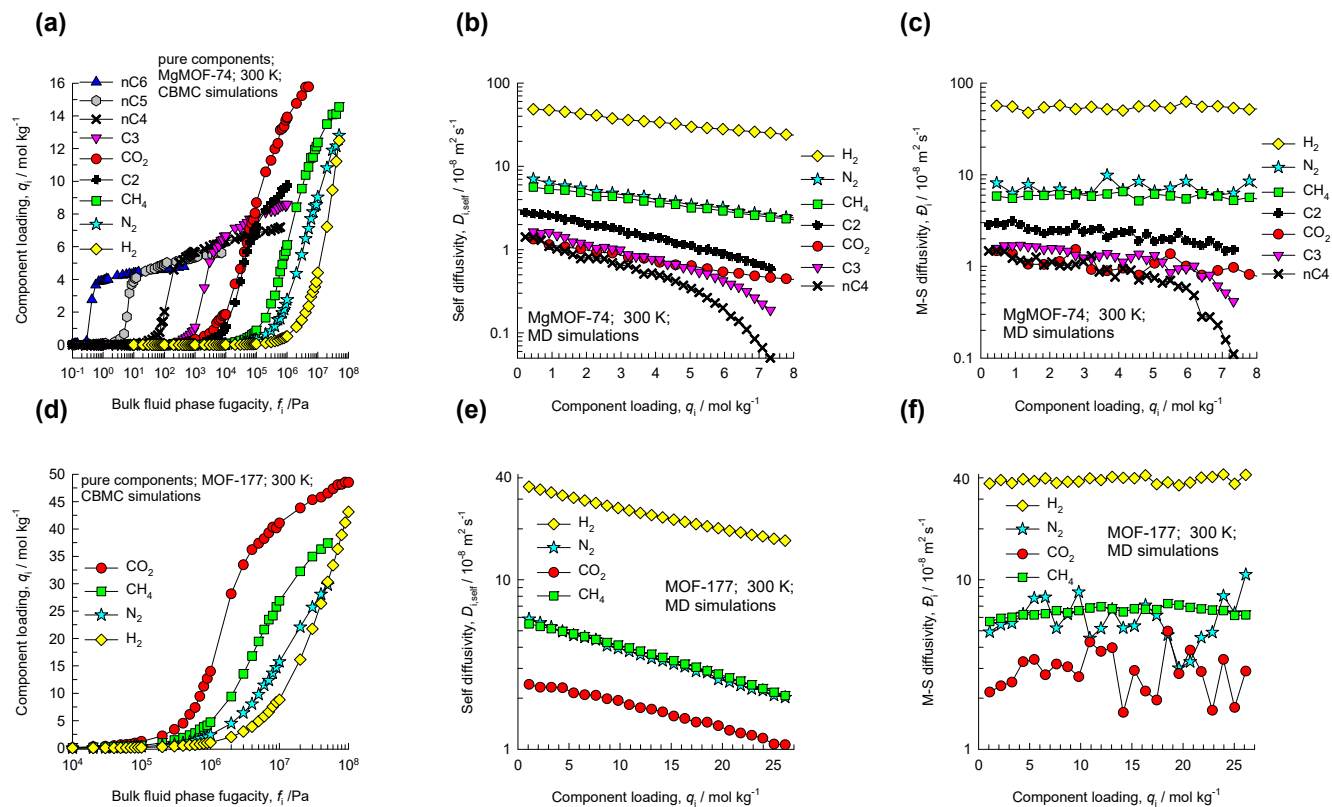 (a)
pure components;
MgMOF-74; 300 K;
CBMC simulations
nC6
nC5
nC4
C3
CO2
C2
CH4
N2
H2
Component loading, qi / mol kg-1
16
14
12
10
8
6
4
2
0
10-1 100 101 102 103 104 105 106 107 108
Bulk fluid phase fugacity, fi /Pa
(b)
Self diffusivity, Di,self / 10-8 m2 s-1
100
10
1
0.1
MgMOF-74; 300 K;
MD simulations
0 1 2 3 4 5 6 7 8
Component loading, qi / mol kg-1
H2
N2
CH4
C2
CO2
C3
nC4
(c)
M-S diffusivity, Đi / 10-8 m2 s-1
100
10
1
0.1
MgMOF-74; 300 K;
MD simulations
0 1 2 3 4 5 6 7 8
Component loading, qi / mol kg-1
H2
N2
CH4
C2
CO2
C3
nC4
(d)
pure components; MOF-177; 300 K;
CBMC simulations
CO2
CH4
N2
H2
Component loading, qi / mol kg-1
50
45
40
35
30
25
20
15
10
5
0
104 105 106 107 108
Bulk fluid phase fugacity, fi /Pa
(e)
Self diffusivity, Di,self / 10-8 m2 s-1
40
10
1
H2
N2
CO2
CH4
MOF-177; 300 K;
MD simulations
0 5 10 15 20 25
Component loading, qi / mol kg-1
(f)
M-S diffusivity, Đi / 10-8 m2 s-1
40
10
1
H2
N2
CO2
CH4
MOF-177; 300 K;
MD simulations
0 5 10 15 20 25
Component loading, qi / mol kg-1